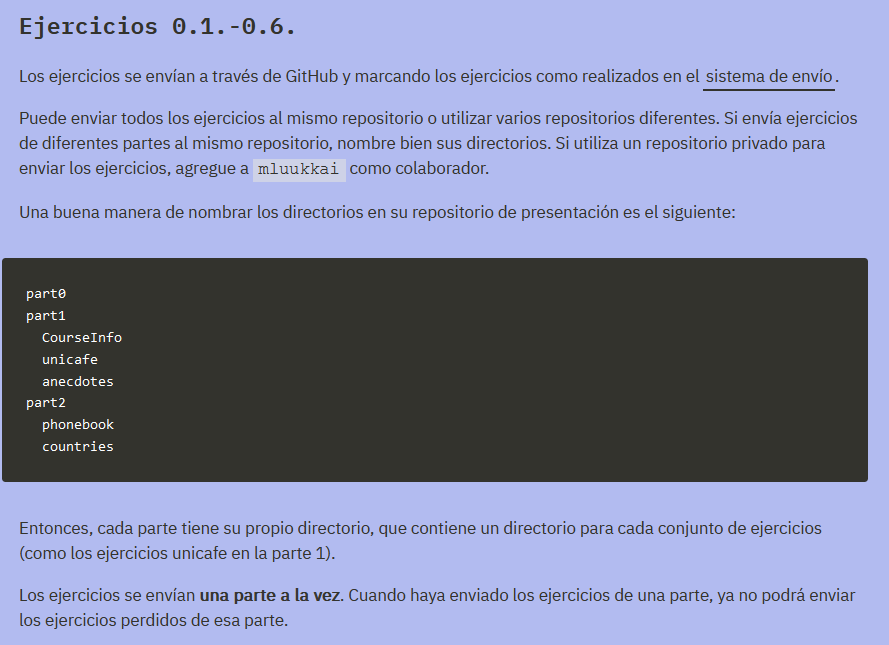 Ejercicios 0.1.-0.6.
Los ejercicios se envían a través de GitHub y marcando los ejercicios como realizados en el sistema de envío.
Puede enviar todos los ejercicios al mismo repositorio o utilizar varios repositorios diferentes. Si envía ejercicios
de diferentes partes al mismo repositorio, nombre bien sus directorios. Si utiliza un repositorio privado para
enviar los ejercicios, agregue a mluukkai como colaborador.
Una buena manera de nombrar los directorios en su repositorio de presentación es el siguiente:
part0
part1
  CourseInfo
  unicafe
  anecdotes
part2
  phonebook
  countries
Entonces, cada parte tiene su propio directorio, que contiene un directorio para cada conjunto de ejercicios
(como los ejercicios unicafe en la parte 1).
Los ejercicios se envían una parte a la vez. Cuando haya enviado los ejercicios de una parte, ya no podrá enviar
los ejercicios perdidos de esa parte.